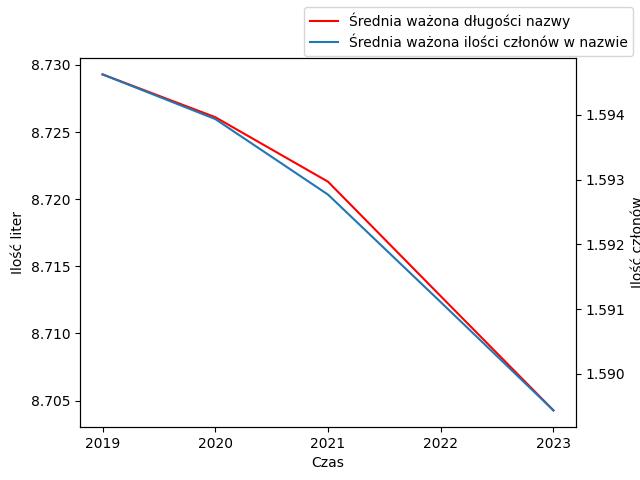 Średnia ważona długości nazwy
Średnia ważona ilości członów w nazwie
8.730
8.725
8.720
8.715
8.710
8.705
Ilość liter
1.594
1.593
1.592
1.591
1.590
Ilość członów
2019 2020 2021 2022 2023
Czas